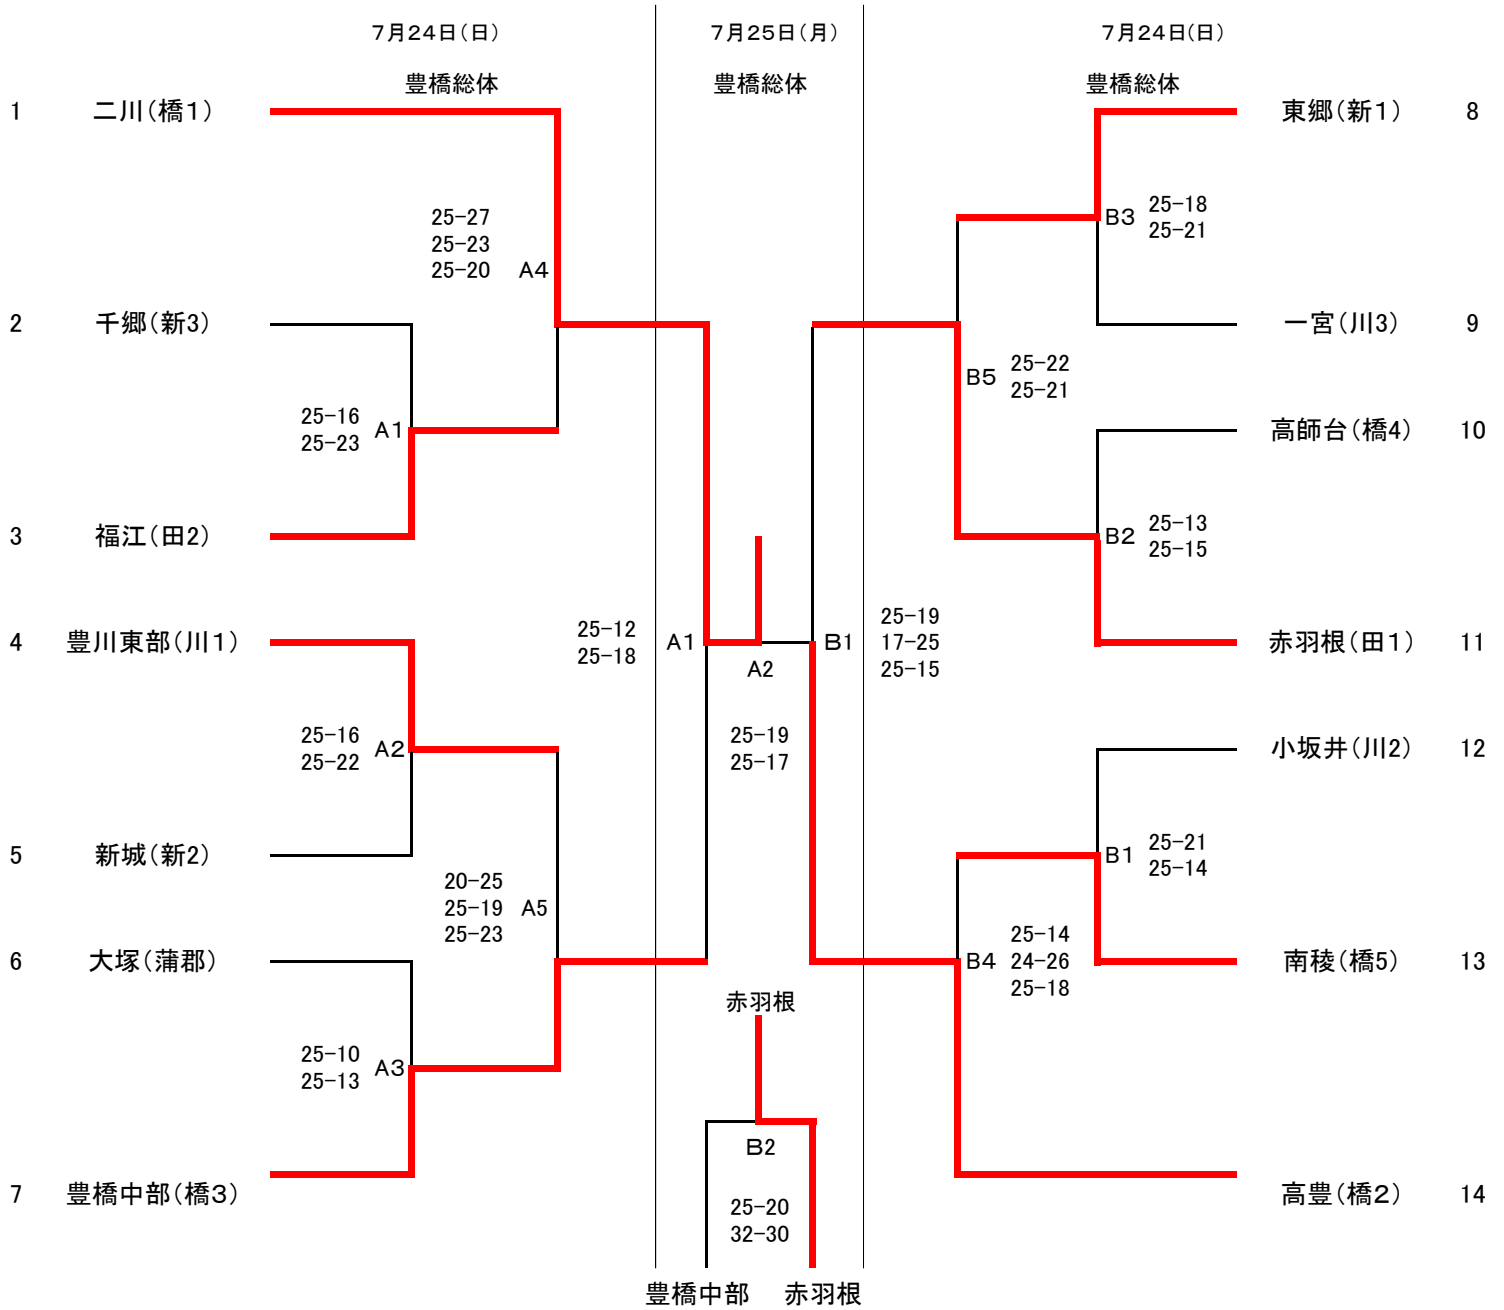 7月24日(日)
7月25日(月)
7月24日(日)
豊橋総体
豊橋総体
豊橋総体
1 二川(橋1)
東郷(新1) 8
25-27
25-23
25-20 A4
B3 25-18
25-21
2 千郷(新3)
一宮(川3) 9
B5 25-22
25-21
25-16
25-23 A1
高師台(橋4) 10
3 福江(田2)
B2 25-13
25-15
4 豊川東部(川1)
25-12
25-18
A1
A2
B1
25-19
17-25
25-15
赤羽根(田1) 11
25-16
25-22 A2
25-19
25-17
小坂井(川2) 12
5 新城(新2)
B1 25-21
25-14
20-25
25-19 A5
25-23
6 大塚(蒲郡)
B4 25-14
24-26
25-18
南稜(橋5) 13
赤羽根
25-10
25-13 A3
B2
25-20
32-30
7 豊橋中部(橋3)
高豊(橋2) 14
豊橋中部 赤羽根